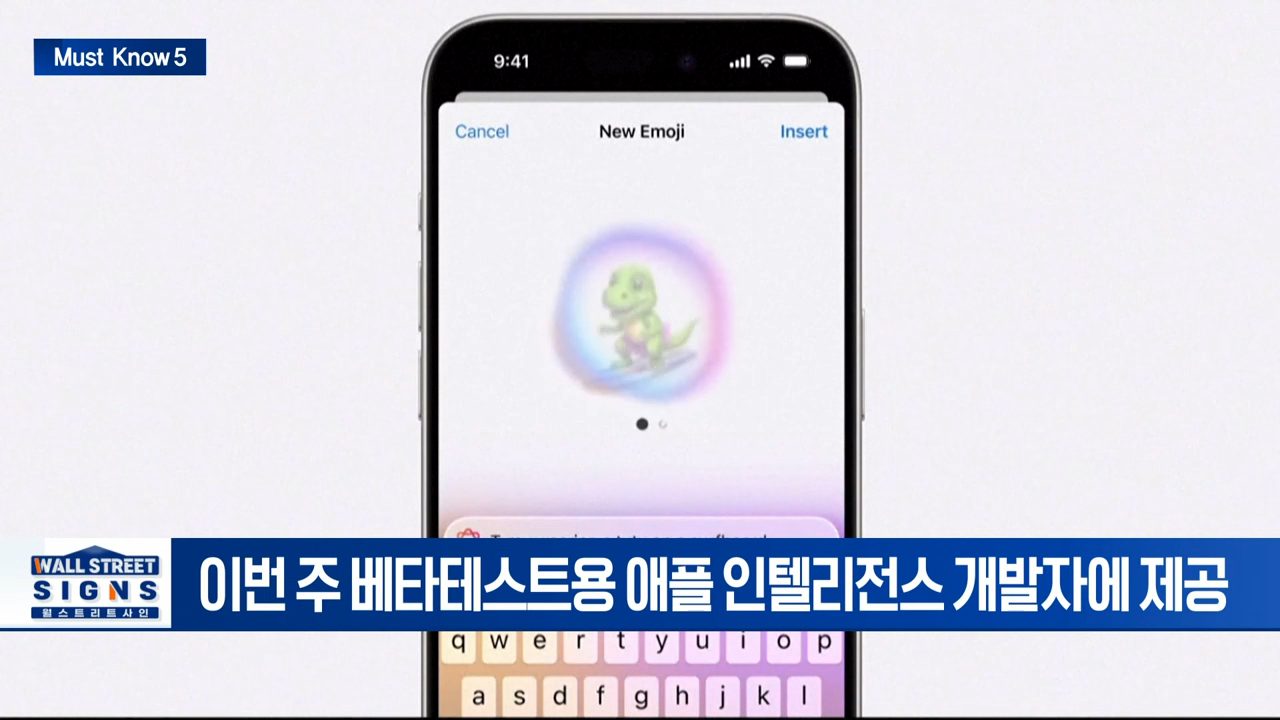 Must Know 5
9:41
Cancel New Emoji Insert
WALL STREET
SIGNS
월스트리트사인
이번 주 베타테스트용 애플 인텔리전스 개발자에 제공
q w e r t y u i o p
a s d f g h j k l